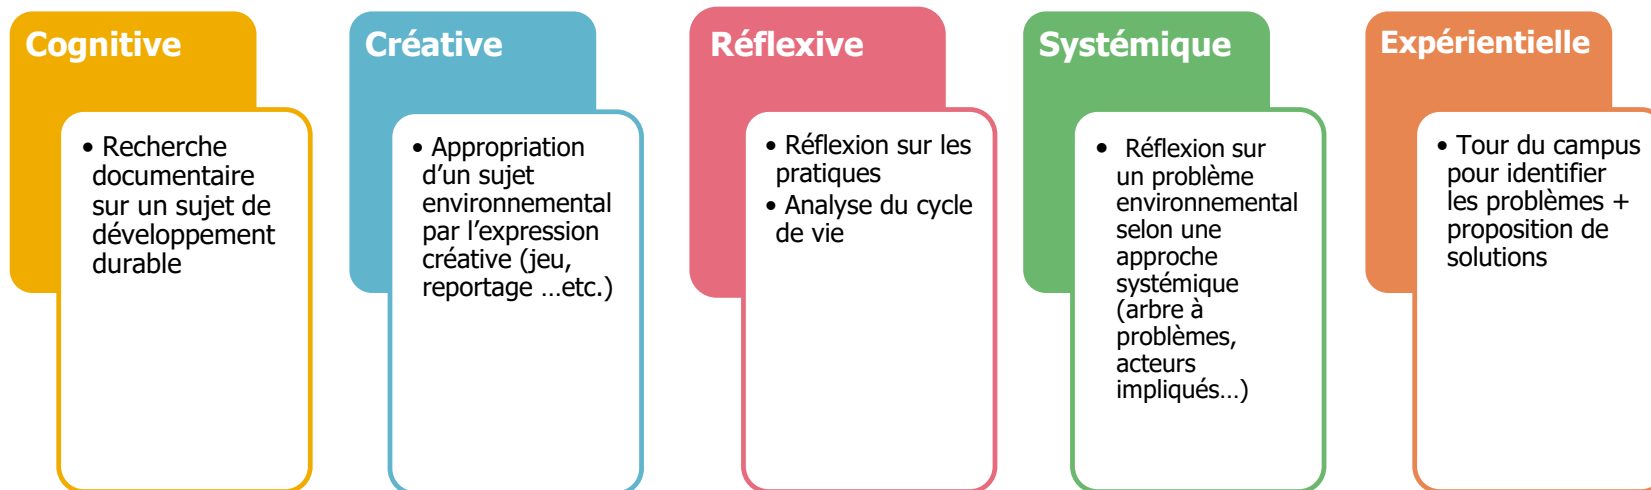 Cognitive
• Recherche
documentaire
sur un sujet de
développement
durable
Créative
• Appropriation
d’un sujet
environnemental
par l’expression
créative (jeu,
reportage …etc.)
Réflexive
• Réflexion sur les
pratiques
• Analyse du cycle
de vie
Systémique
• Réflexion sur
un problème
environnemental
selon une
approche
systémique
(arbre à
problèmes,
acteurs
impliqués…)
Expérientielle
• Tour du campus
pour identifier
les problèmes +
proposition de
solutions